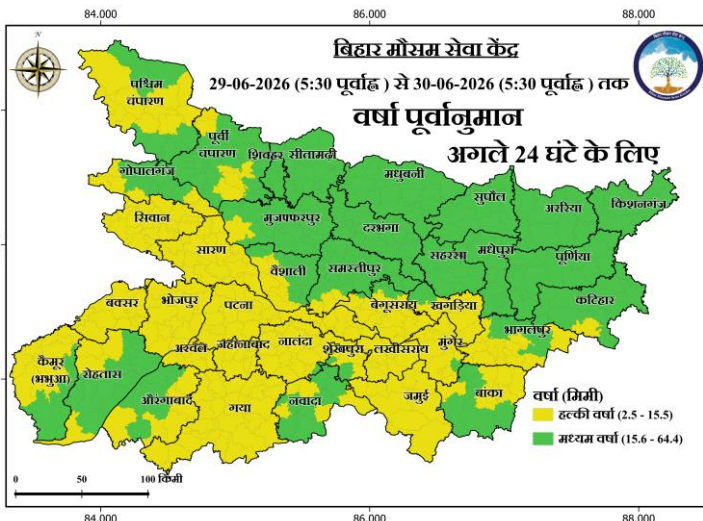 84.000 86.000 88.000
N
बिहार मौसम सेवा केंद्र
29-06-2026 (5:30 पूर्वाह्न ) से 30-06-2026 (5:30 पूर्वाह्न ) तक
वर्षा पूर्वानुमान
अगले 24 घंटे के लिए
पश्चिम
चंपारण
पूर्वी
चंपारण
शिवहर
सीतामढ़ी
गोपालगंज
मधुबनी
सुपौल
अररिया
किशनगंज
सिवान
मुजफ्फरपुर
दरभंगा
सारण
वैशाली
समस्तीपुर
सहरसा
मधेपुरा
पूर्णिया
कटिहार
बक्सर
भोजपुर
पटना
बेगूसराय
खगड़िया
भागलपुर
कैमूर
(भभुआ)
रोहतास
अरवल
जहानाबाद
नालंदा
शेखपुरा
लखीसराय
मुंगेर
औरंगाबाद
गया
नवादा
जमुई
बांका
वर्षा (मिमी)
हल्की वर्षा (2.5 - 15.5)
मध्यम वर्षा (15.6 - 64.4)
0 50 100 किमी
84.000 86.000 88.000